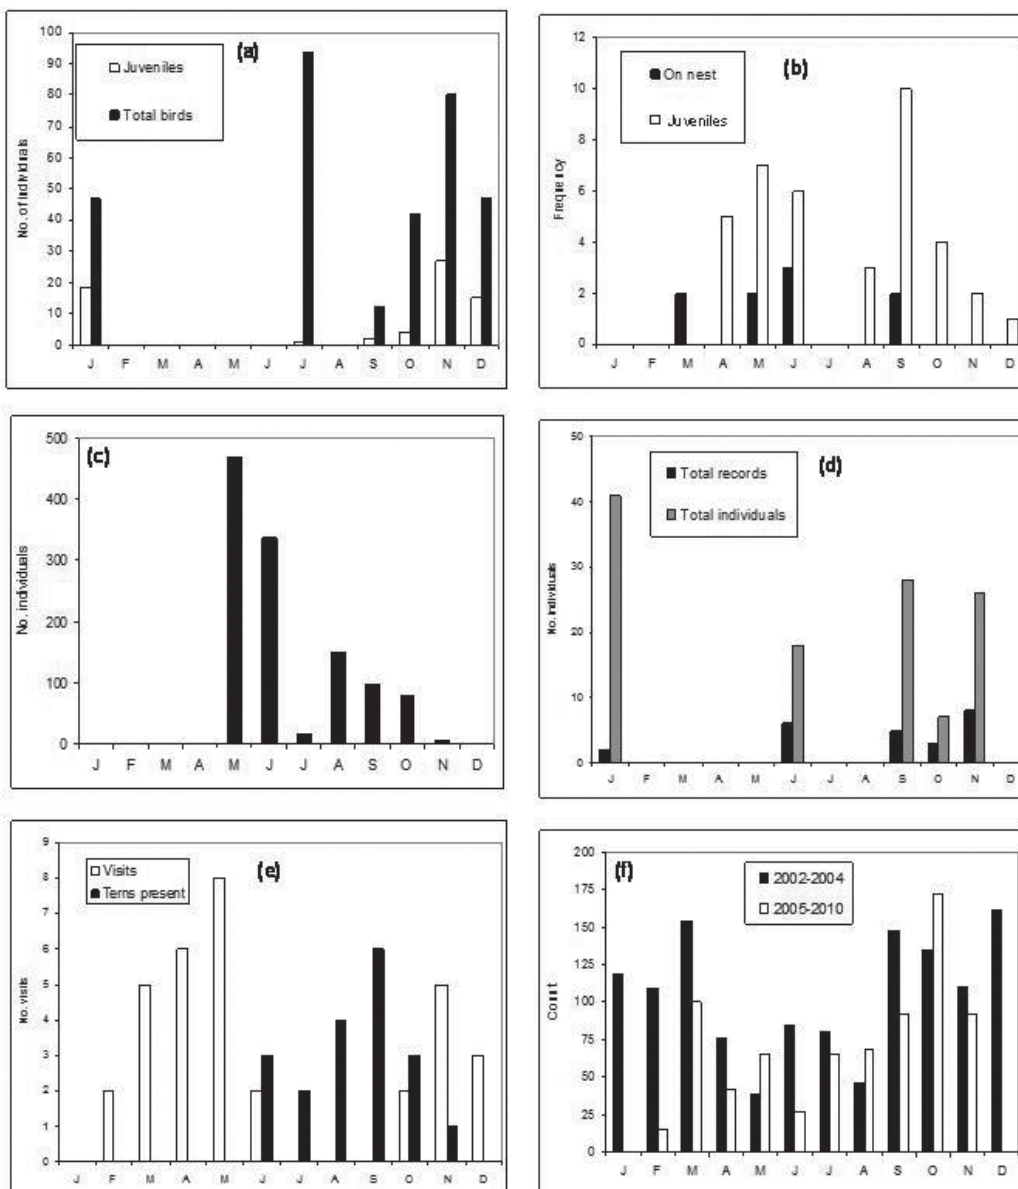 (a)
Juveniles
Total birds
No. of individuals
100
90
80
70
60
50
40
30
20
10
0
J F M A M J J A S O N D
(b)
On nest
Juveniles
Frequency
12
10
8
6
4
2
0
J F M A M J J A S O N D
(c)
No. individuals
500
400
300
200
100
0
J F M A M J J A S O N D
(d)
Total records
Total individuals
No. individuals
50
40
30
20
10
0
J F M A M J J A S O N D
(e)
Visits
Terns present
No. visits
9
8
7
6
5
4
3
2
1
0
J F M A M J J A S O N D
(f)
2002-2004
2005-2010
Count
200
175
150
125
100
75
50
25
0
J F M A M J J A S O N D